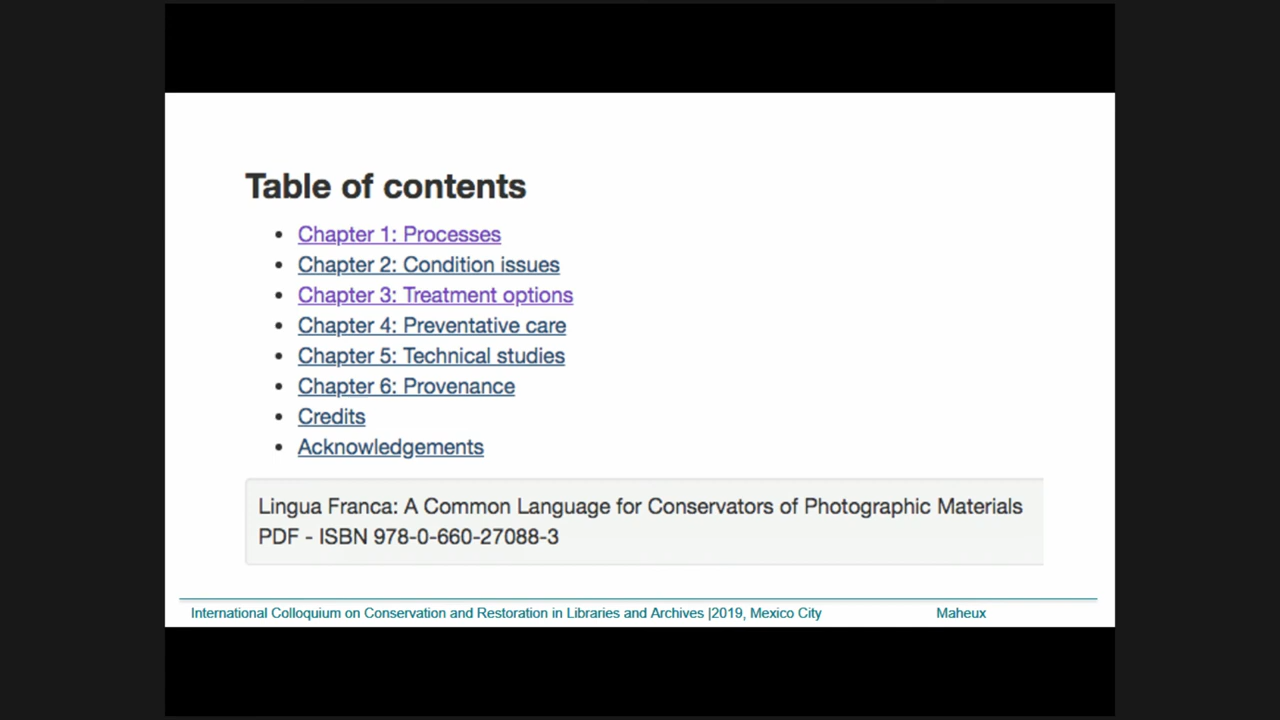 Table of contents
• Chapter 1: Processes
• Chapter 2: Condition issues
• Chapter 3: Treatment options
• Chapter 4: Preventative care
• Chapter 5: Technical studies
• Chapter 6: Provenance
• Credits
• Acknowledgements
Lingua Franca: A Common Language for Conservators of Photographic Materials
PDF - ISBN 978-0-660-27088-3
International Colloquium on Conservation and Restoration in Libraries and Archives |2019, Mexico City Maheux